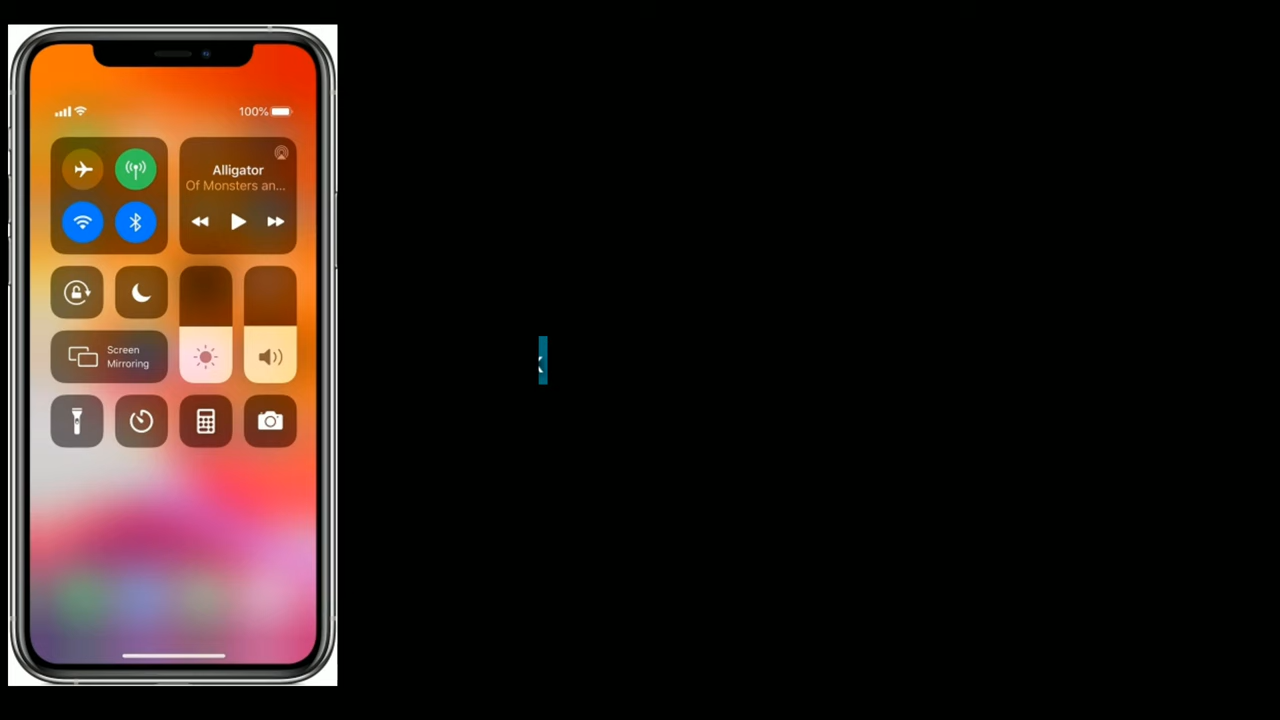 100%
Alligator
Of Monsters an...
Screen
Mirroring